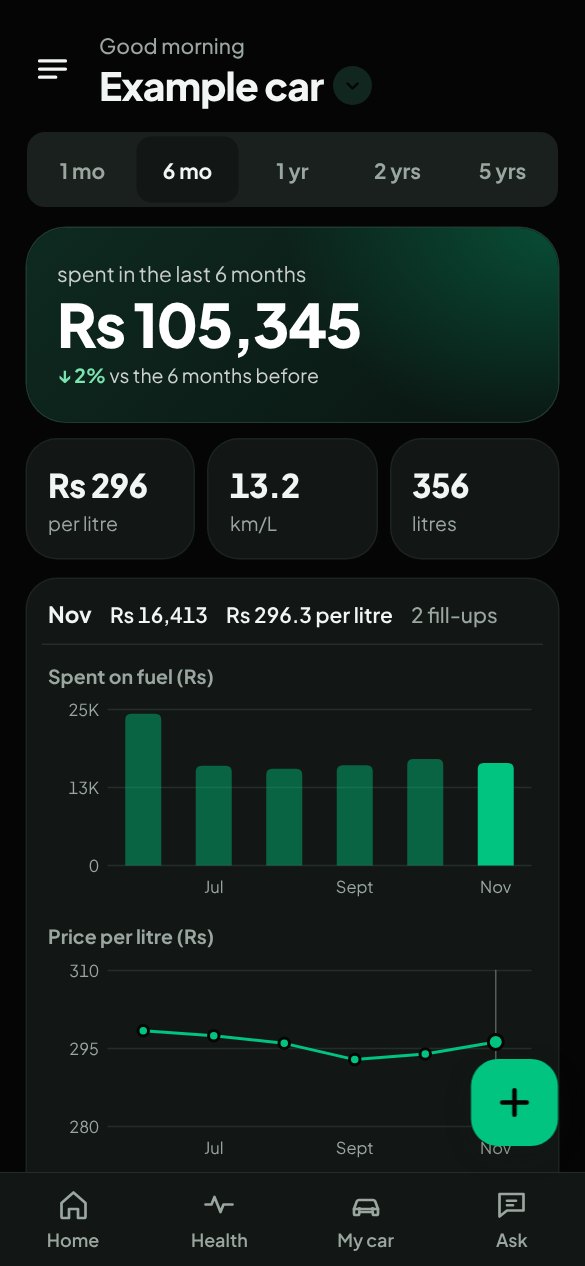 Good morning
Example car
1 mo 6 mo 1 yr 2 yrs 5 yrs
spent in the last 6 months
Rs 105,345
↓ 2% vs the 6 months before
Rs 296 13.2 356
per litre km/L litres
Nov Rs 16,413 Rs 296.3 per litre 2 fill-ups
Spent on fuel (Rs)
25K
13K
0
Jul Sept Nov
Price per litre (Rs)
310
295
280
Jul Sept Nov
Home Health My car Ask